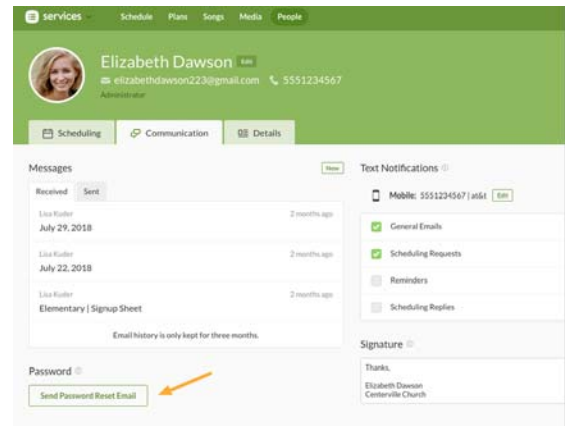 services
Schedule Plans Songs Media People
Elizabeth Dawson Edit
elizabethdawson223@gmail.com 5551234567
Administrator
Scheduling Communication Details
Messages New
Received Sent
Lisa Kuder 2 months ago
July 29, 2018
Lisa Kuder 2 months ago
July 22, 2018
Lisa Kuder 2 months ago
Elementary | Signup Sheet
Email history is only kept for three months.
Password
Send Password Reset Email
Text Notifications
Mobile: 5551234567 | at&t Edit
General Emails
Scheduling Requests
Reminders
Scheduling Replies
Signature
Thanks,
Elizabeth Dawson
Centerville Church